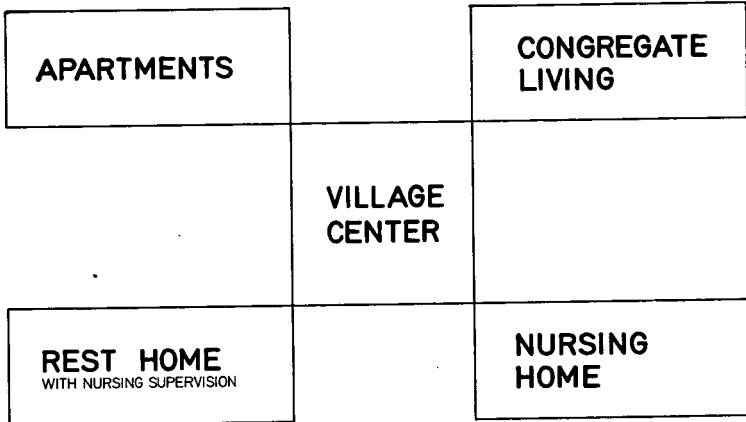 APARTMENTS
CONGREGATE
LIVING
VILLAGE
CENTER
REST HOME
WITH NURSING SUPERVISION
NURSING
HOME